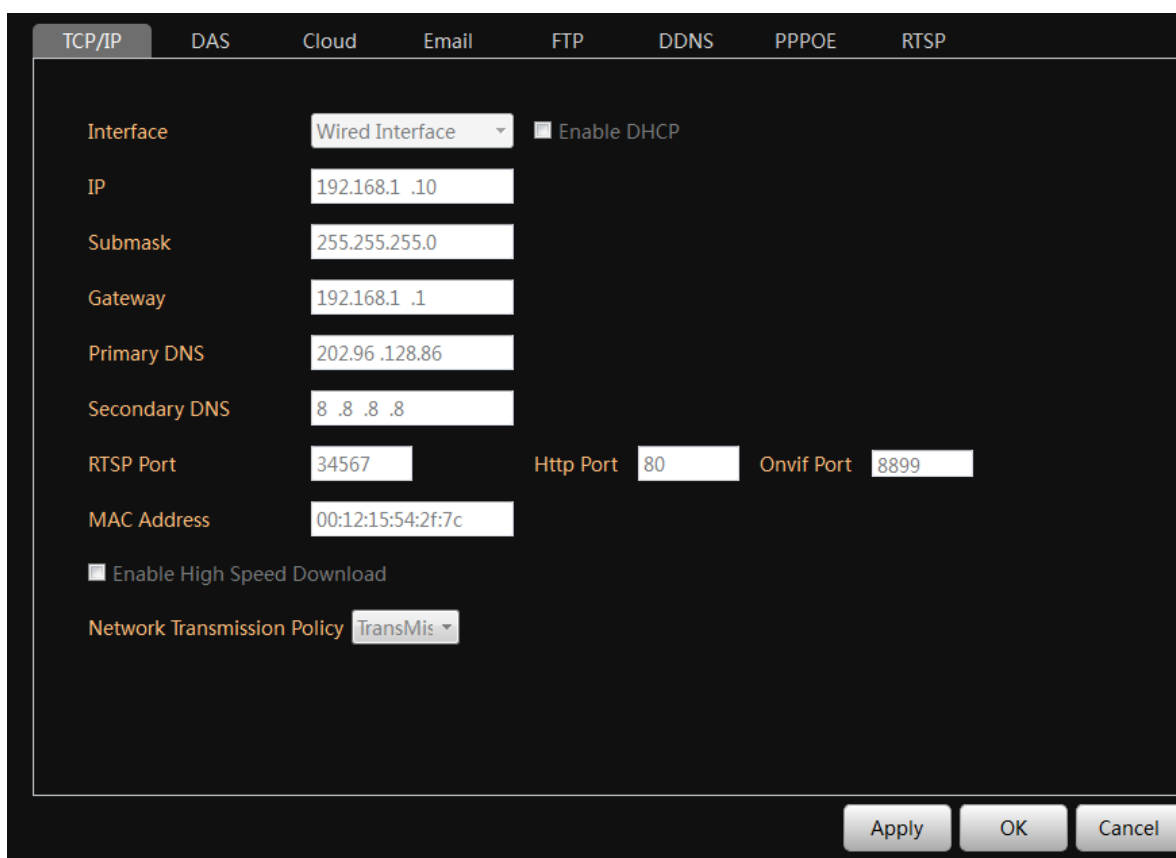 TCP/IP DAS Cloud Email FTP DDNS PPPOE RTSP
Interface Wired Interface Enable DHCP
IP 192.168.1 .10
Submask 255.255.255.0
Gateway 192.168.1 .1
Primary DNS 202.96 .128.86
Secondary DNS 8 .8 .8 .8
RTSP Port 34567 Http Port 80 Onvif Port 8899
MAC Address 00:12:15:54:2f:7c
Enable High Speed Download
Network Transmission Policy TransMis
Apply OK Cancel